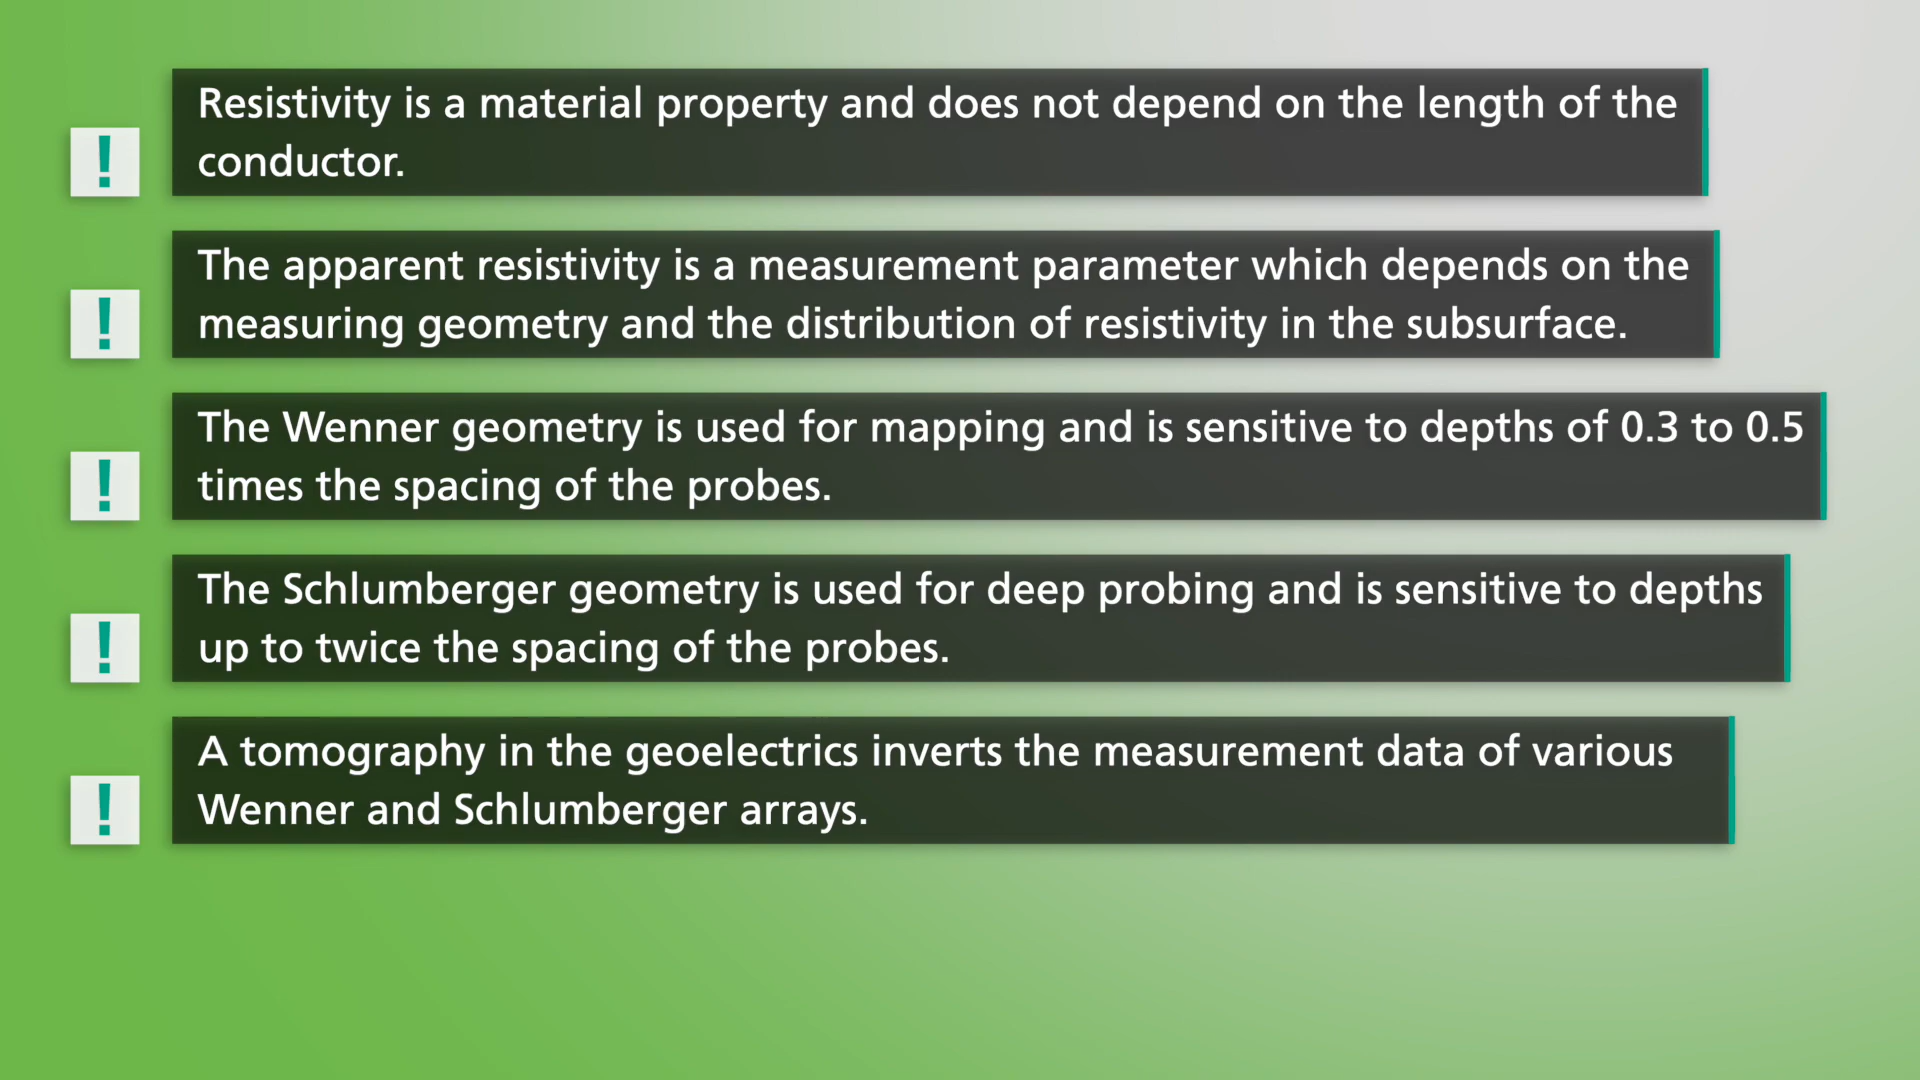 Resistivity is a material property and does not depend on the length of the
conductor.
!
The apparent resistivity is a measurement parameter which depends on the
measuring geometry and the distribution of resistivity in the subsurface.
!
The Wenner geometry is used for mapping and is sensitive to depths of 0.3 to 0.5
times the spacing of the probes.
!
The Schlumberger geometry is used for deep probing and is sensitive to depths
up to twice the spacing of the probes.
!
A tomography in the geoelectrics inverts the measurement data of various
Wenner and Schlumberger arrays.
!